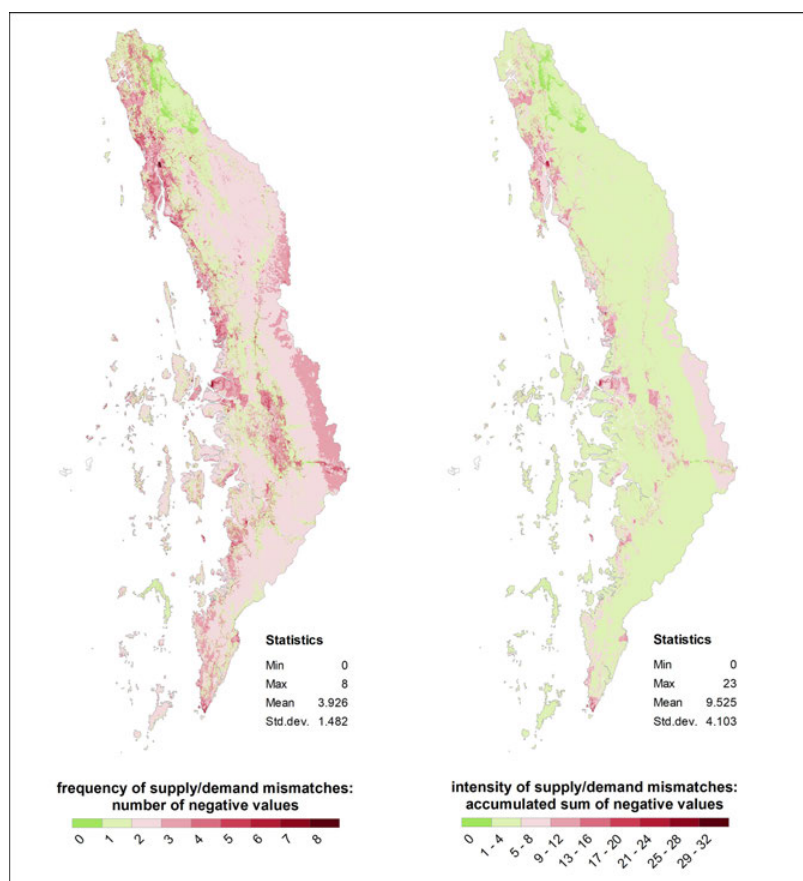 Statistics
Min 0
Max 8
Mean 3.926
Std.dev. 1.482
Statistics
Min 0
Max 23
Mean 9.525
Std.dev. 4.103
frequency of supply/demand mismatches:
number of negative values
0 1 2 3 4 5 6 7 8
intensity of supply/demand mismatches:
accumulated sum of negative values
0 1 - 4 5 - 8 9 - 12 13 - 16 17 - 20 21 - 24 25 - 28 29 - 32